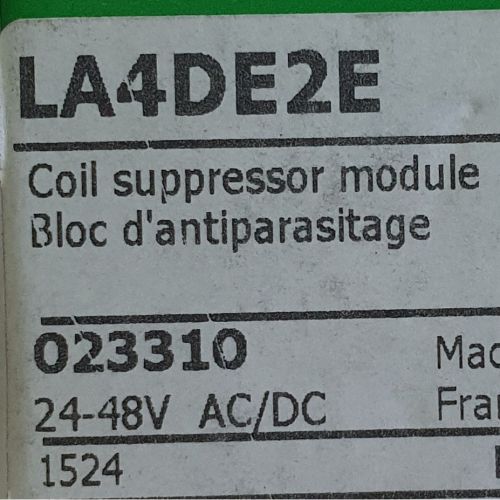 LA4DE2E
Coil suppressor module
Bloc d'antiparasitage
023310
24-48V AC/DC
1524